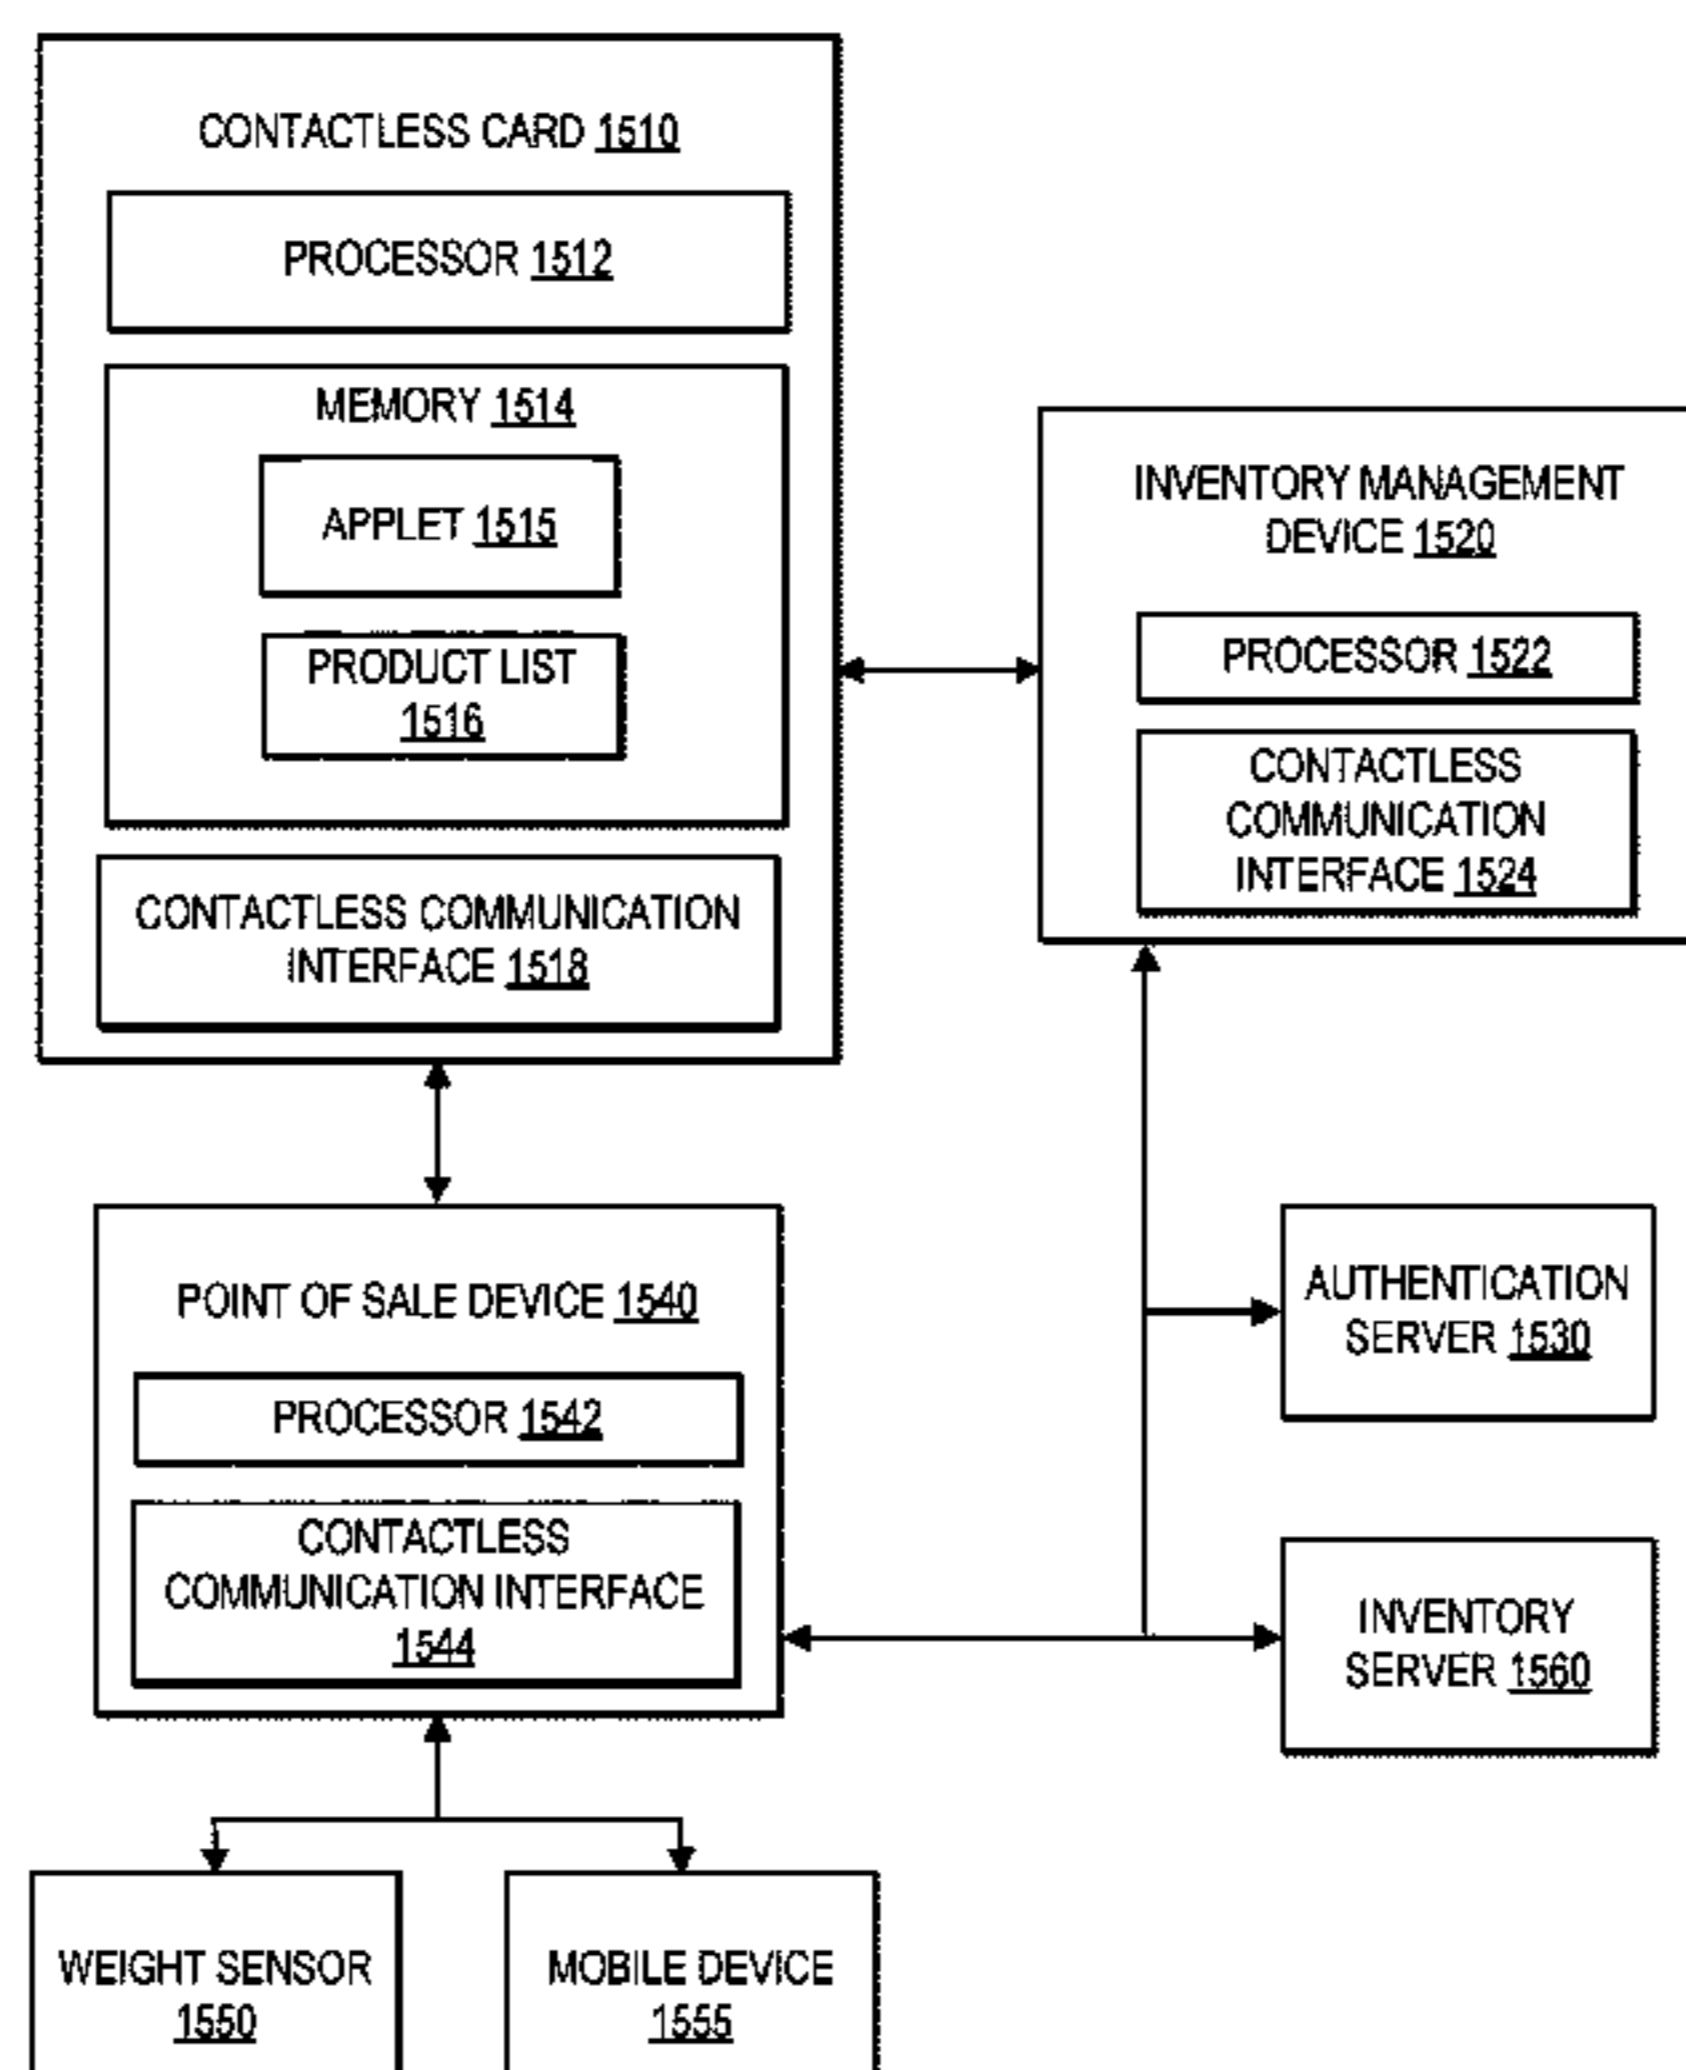 CONTACTLESS CARD 1510
PROCESSOR 1512
MEMORY 1514
APPLET 1515
PRODUCT LIST
1516
CONTACTLESS COMMUNICATION
INTERFACE 1518
INVENTORY MANAGEMENT
DEVICE 1520
PROCESSOR 1522
CONTACTLESS
COMMUNICATION
INTERFACE 1524
POINT OF SALE DEVICE 1540
PROCESSOR 1542
CONTACTLESS
COMMUNICATION INTERFACE
1544
AUTHENTICATION
SERVER 1530
INVENTORY
SERVER 1560
WEIGHT SENSOR
1550
MOBILE DEVICE
1555